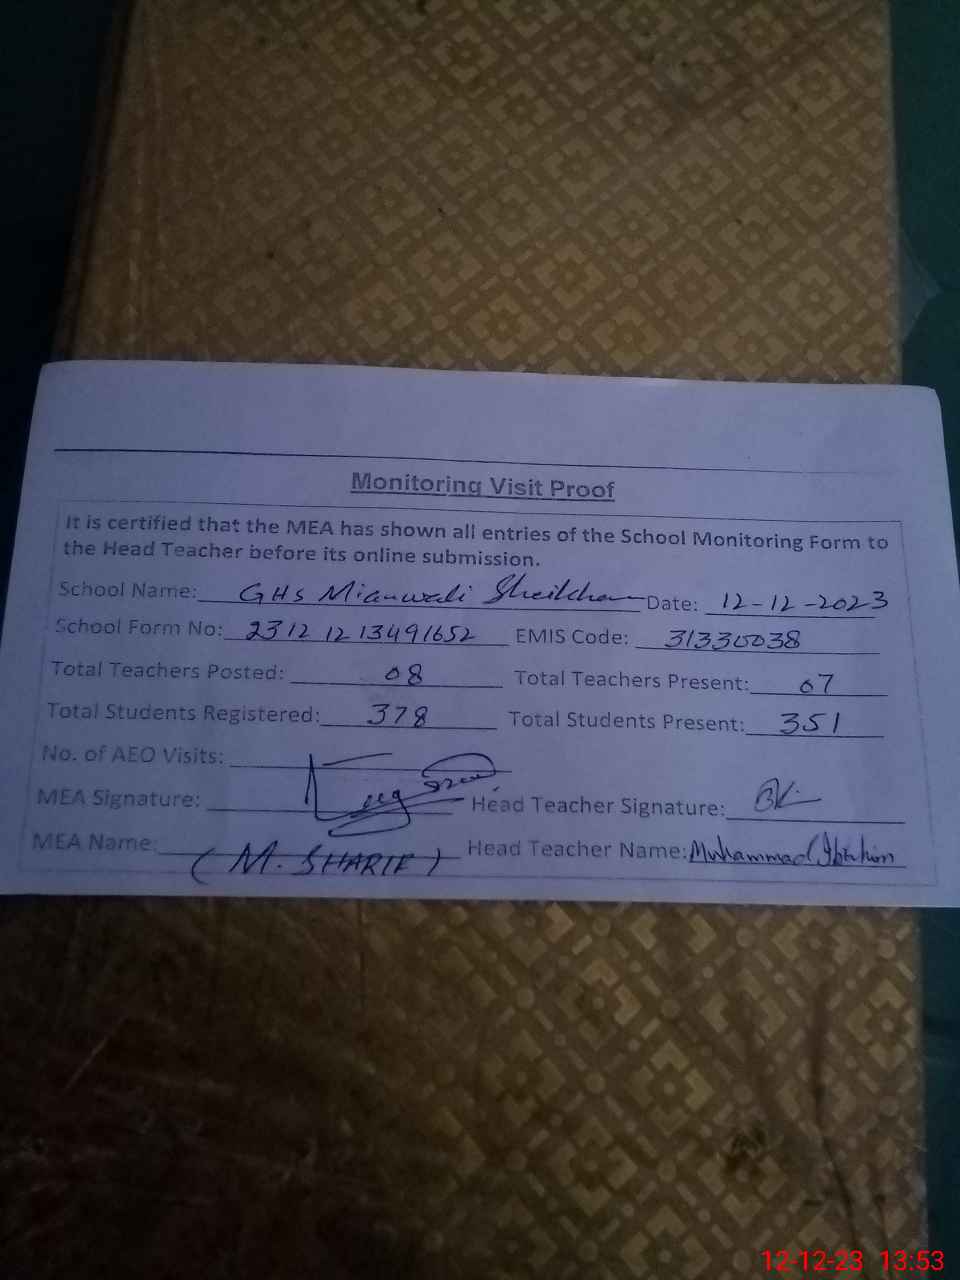 Monitoring Visit Proof
It is certified that the MEA has shown all entries of the School Monitoring Form to
the Head Teacher before its online submission.
School Name: GHS Mianwali Sheikhan Date: 12-12-2023
School Form No: 2312 12 13491652 EMIS Code: 31330038
Total Teachers Posted: 08 Total Teachers Present: 07
Total Students Registered: 378 Total Students Present: 351
No. of AEO Visits:
MEA Signature: Head Teacher Signature:
MEA Name: (M. SHARIF) Head Teacher Name: Muhammad Ibrahim
12-12-23 13:53